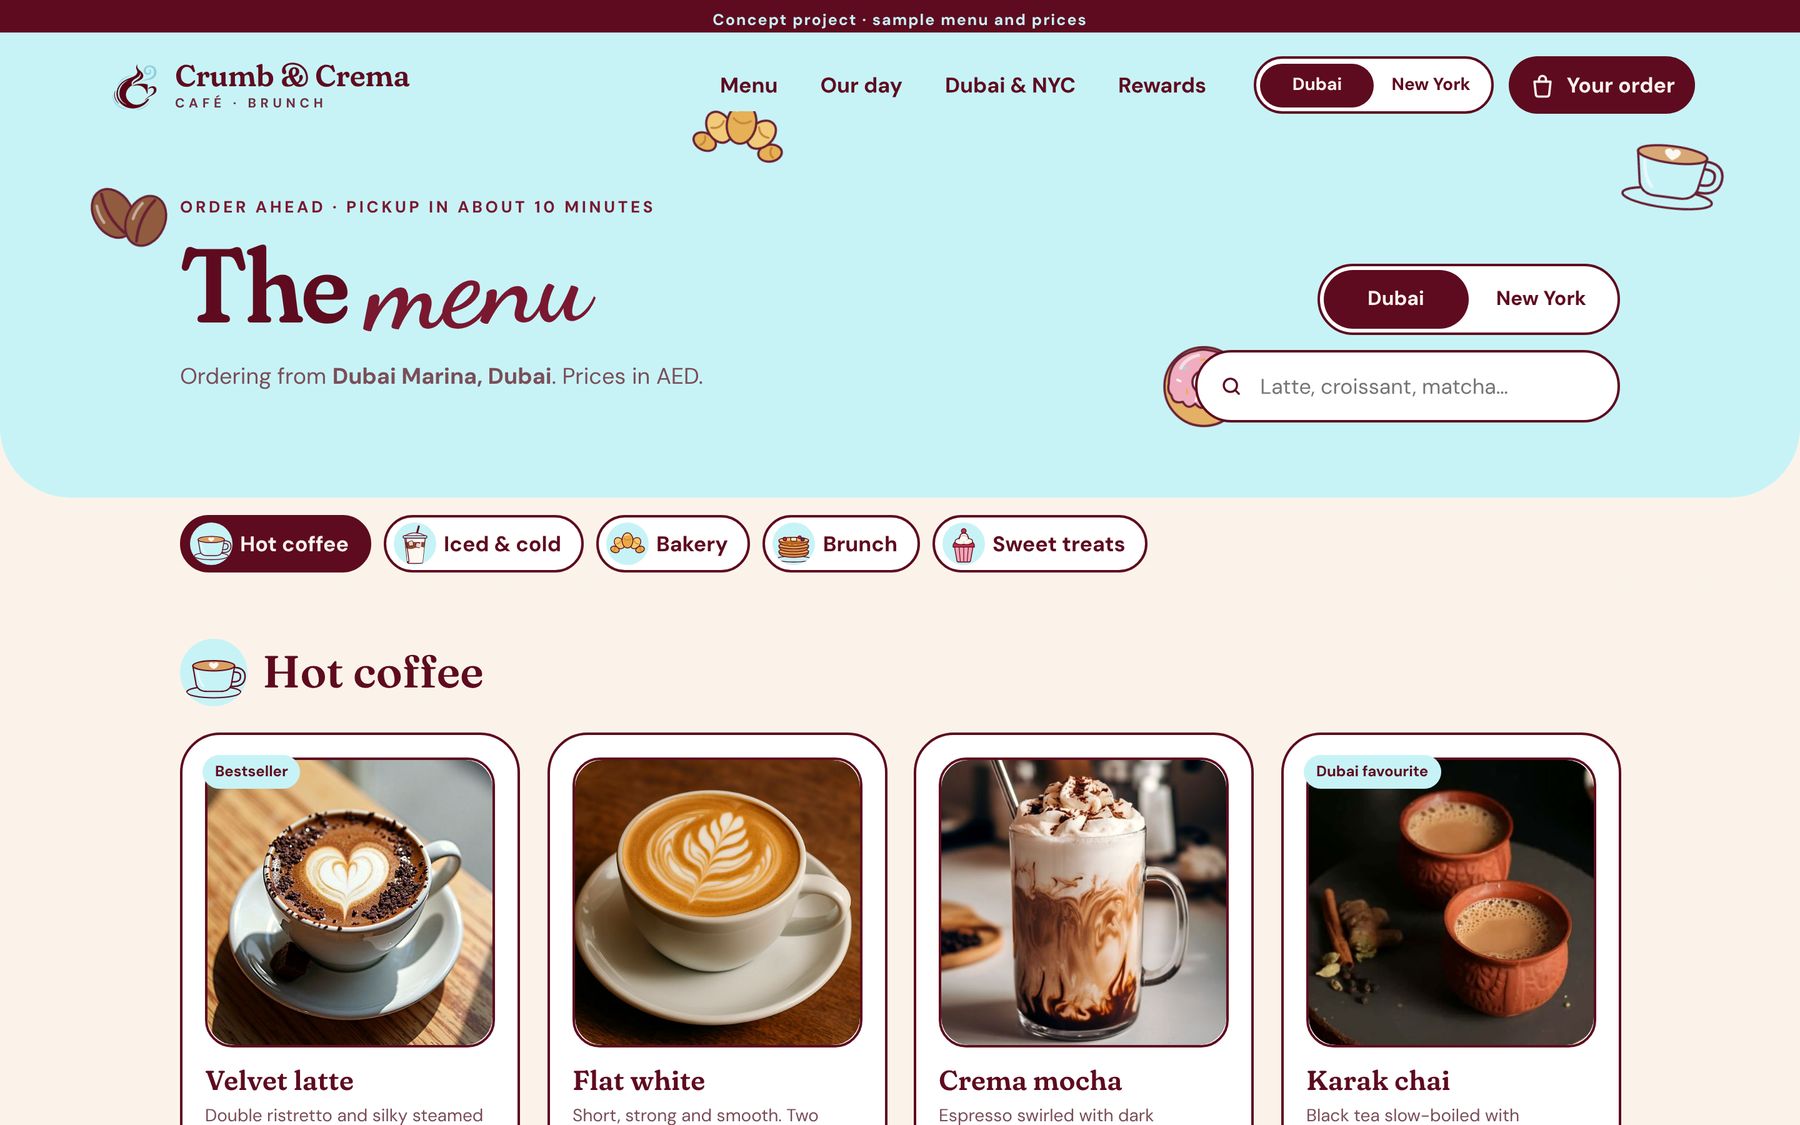 Concept project · sample menu and prices
Crumb & Crema
CAFÉ · BRUNCH
Menu
Our day
Dubai & NYC
Rewards
Dubai
New York
Your order
ORDER AHEAD · PICKUP IN ABOUT 10 MINUTES
The menu
Dubai
New York
Ordering from Dubai Marina, Dubai. Prices in AED.
Latte, croissant, matcha...
Hot coffee
Iced & cold
Bakery
Brunch
Sweet treats
Hot coffee
Bestseller
Dubai favourite
Velvet latte
Double ristretto and silky steamed
Flat white
Short, strong and smooth. Two
Crema mocha
Espresso swirled with dark
Karak chai
Black tea slow-boiled with